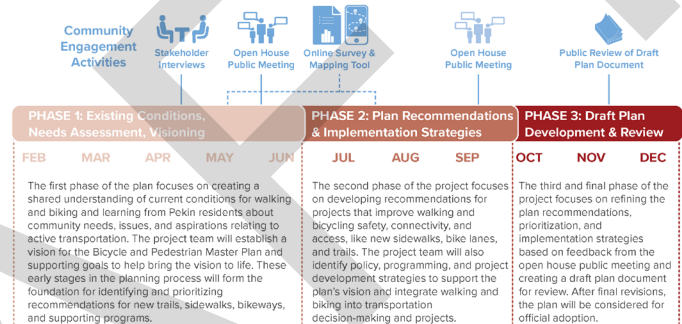 Community
Engagement
Activities
Stakeholder
Interviews
Open House
Public Meeting
Online Survey &
Mapping Tool
Open House
Public Meeting
Public Review of Draft
Plan Document
PHASE 1: Existing Conditions,
Needs Assessment, Visioning
PHASE 2: Plan Recommendations
& Implementation Strategies
PHASE 3: Draft Plan
Development & Review
FEB MAR APR MAY JUN JUL AUG SEP OCT NOV DEC
The first phase of the plan focuses on creating a
shared understanding of current conditions for walking
and biking and learning from Pekin residents about
community needs, issues, and aspirations relating to
active transportation. The project team will establish a
vision for the Bicycle and Pedestrian Master Plan and
supporting goals to help bring the vision to life. These
early stages in the planning process will form the
foundation for identifying and prioritizing
recommendations for new trails, sidewalks, bikeways,
and supporting programs.
The second phase of the project focuses
on developing recommendations for
projects that improve walking and
bicycling safety, connectivity, and
access, like new sidewalks, bike lanes,
and trails. The project team will also
identify policy, programming, and project
development strategies to support the
plan's vision and integrate walking and
biking into transportation
decision-making and projects.
The third and final phase of the
project focuses on refining the
plan recommendations,
prioritization, and
implementation strategies
based on feedback from the
open house public meeting and
creating a draft plan document
for review. After final revisions,
the plan will be considered for
official adoption.